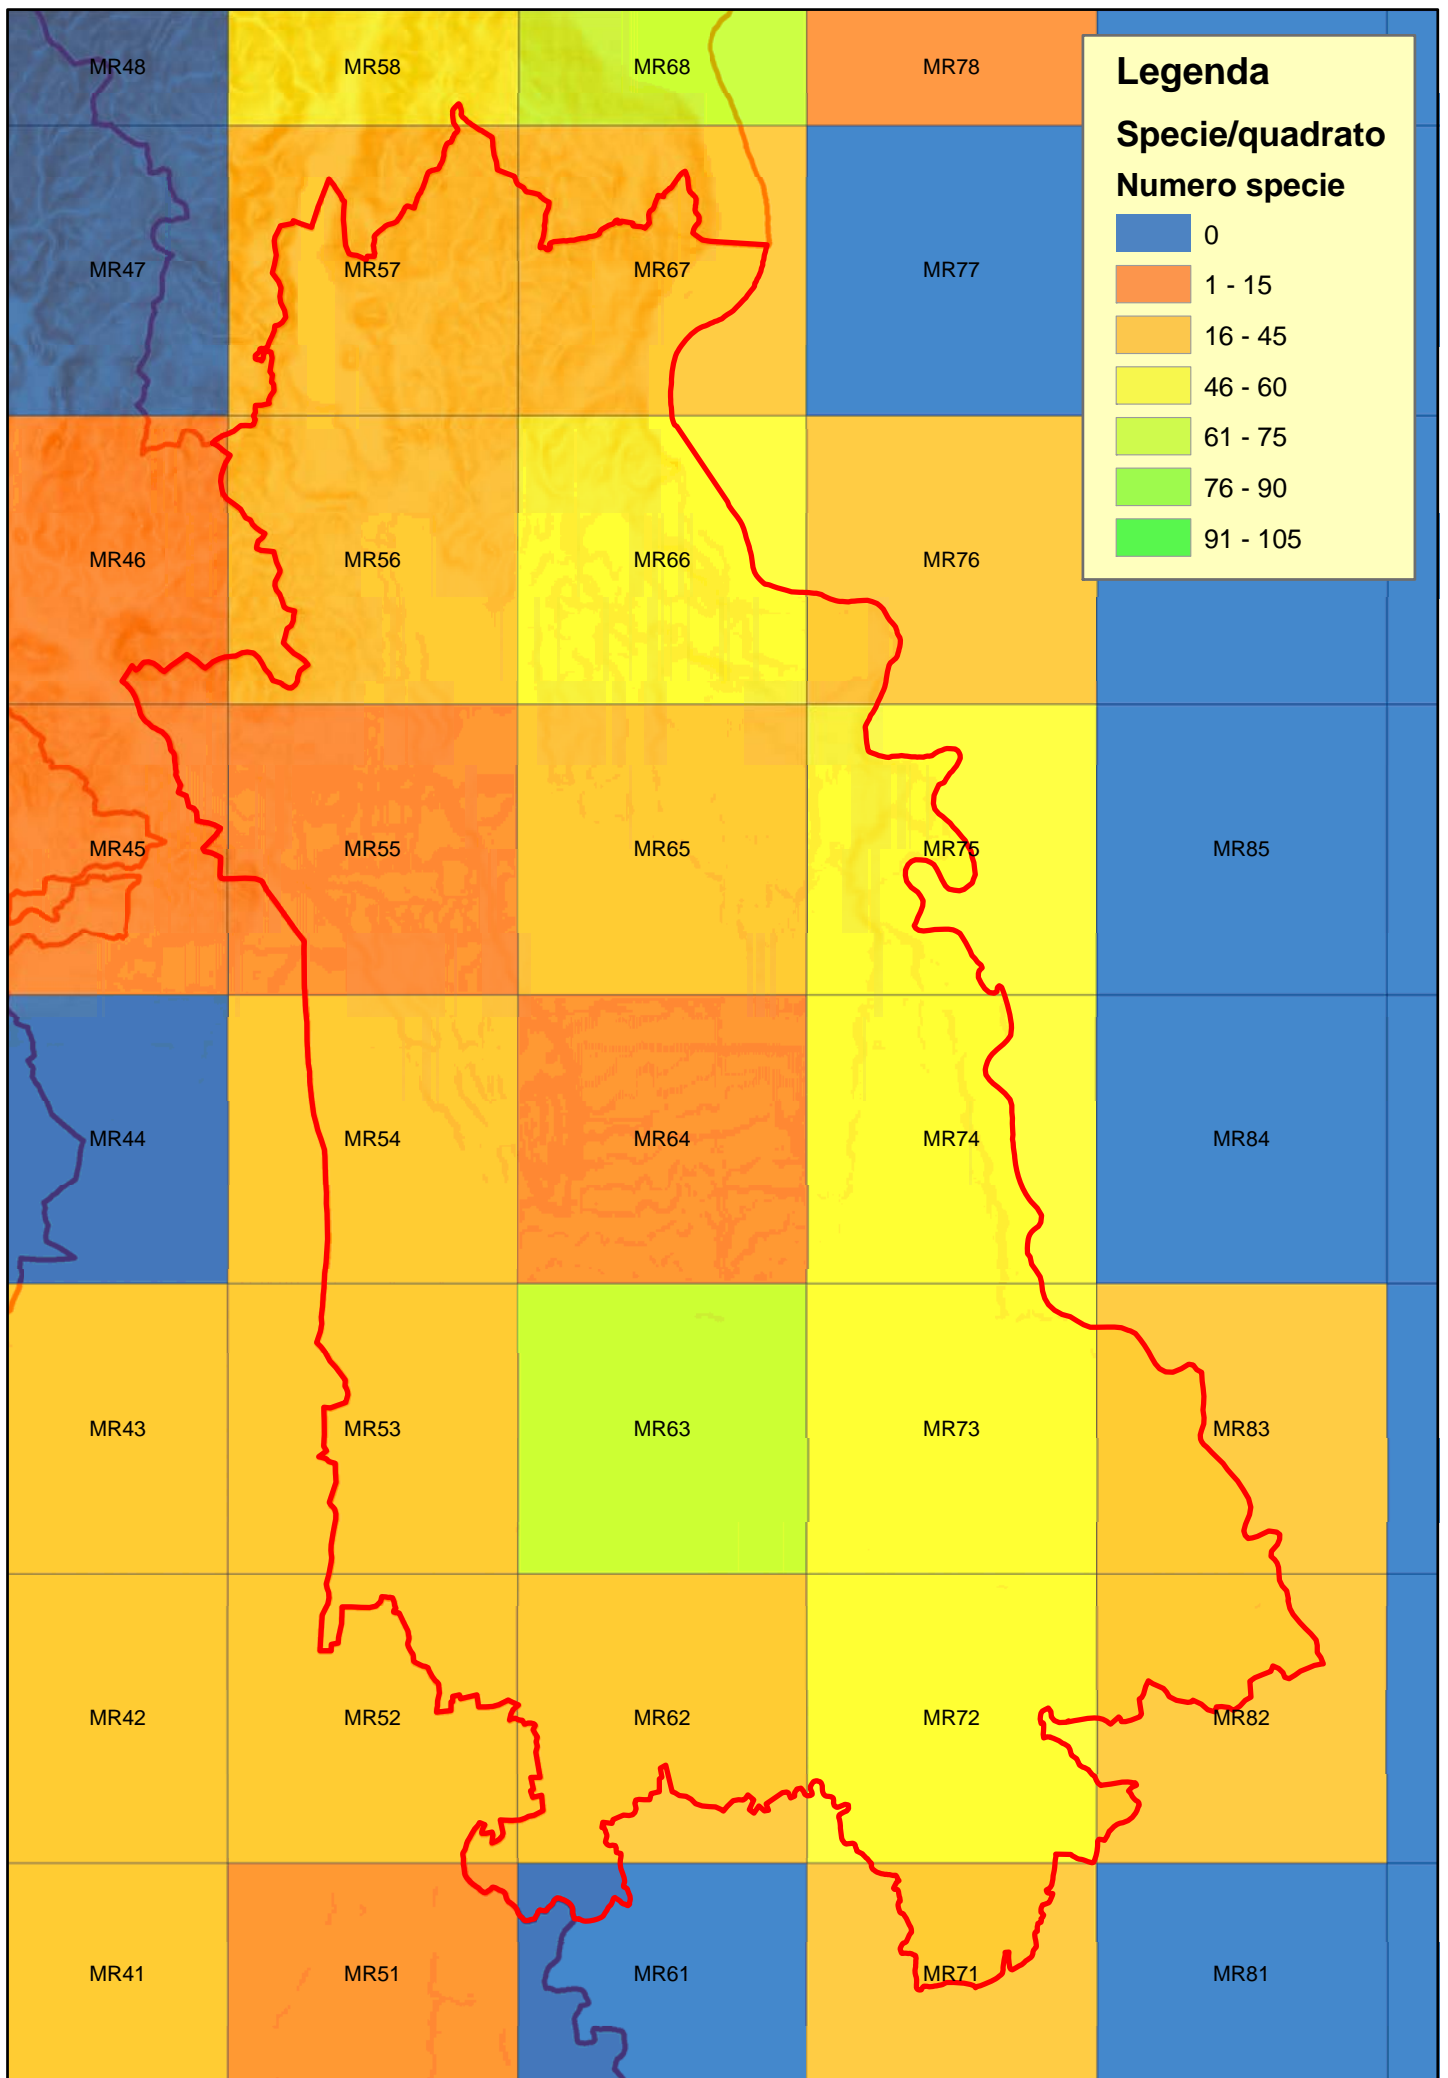 MR48 MR58 MR68 MR78
Legenda
Specie/quadrato
Numero specie
0
1 - 15
16 - 45
46 - 60
61 - 75
76 - 90
91 - 105
MR47 MR57 MR67 MR77
MR46 MR56 MR66 MR76
MR45 MR55 MR65 MR75 MR85
MR44 MR54 MR64 MR74 MR84
MR43 MR53 MR63 MR73 MR83
MR42 MR52 MR62 MR72 MR82
MR41 MR51 MR61 MR71 MR81